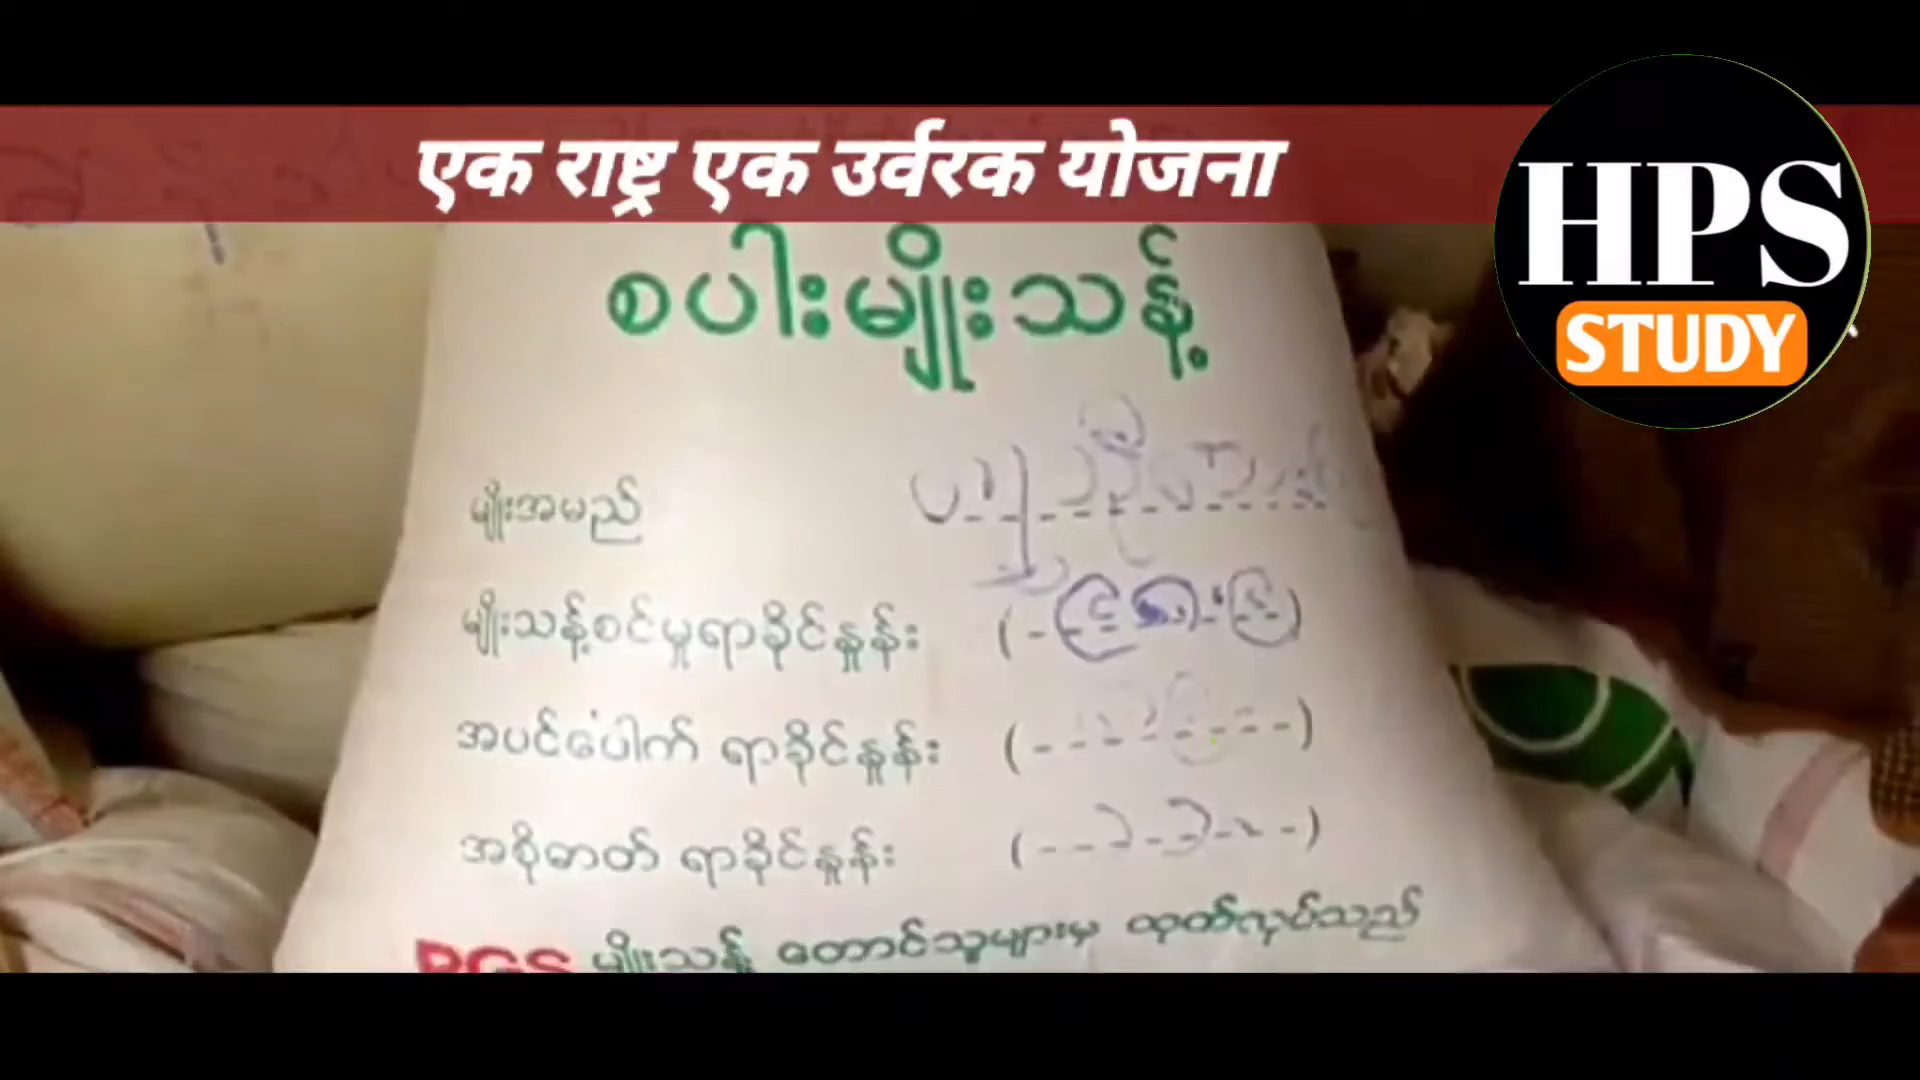 एक राष्ट्र एक उर्वरक योजना
HPS
STUDY
စပါးမျိုးသန့်
မျိုးအမည်
မျိုးသန့်စင်မှုရာခိုင်နှုန်း ( )
အပင်ပေါက် ရာခိုင်နှုန်း ( )
အစိုဓာတ် ရာခိုင်နှုန်း ( )
PGS မျိုးသန့် တောင်သူများမှ ထုတ်လုပ်သည်